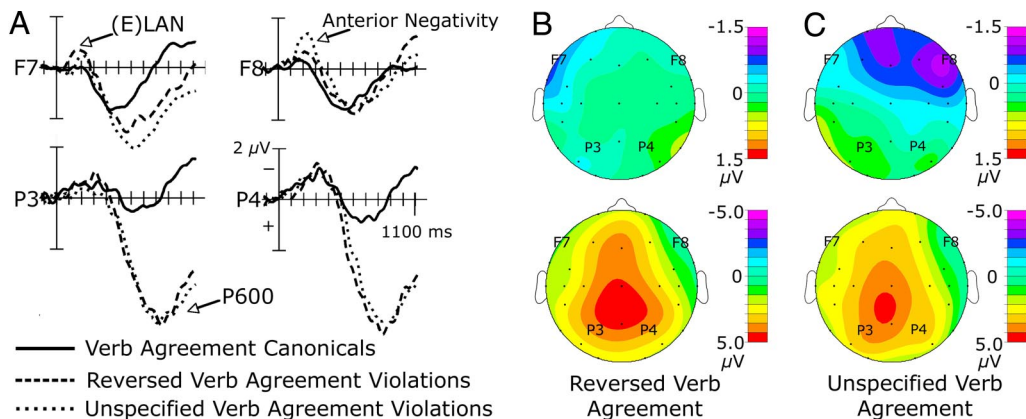 A
(E)LAN
Anterior Negativity
F7
F8
P3
2 µV
−
P4
+
1100 ms
P600
Verb Agreement Canonicals
Reversed Verb Agreement Violations
Unspecified Verb Agreement Violations
B
F7
F8
P3
P4
-1.5
0
1.5
µV
F7
F8
P3
P4
-5.0
0
5.0
µV
Reversed Verb
Agreement
C
F7
F8
P3
P4
-1.5
0
1.5
µV
F7
F8
P3
P4
-5.0
0
5.0
µV
Unspecified Verb
Agreement